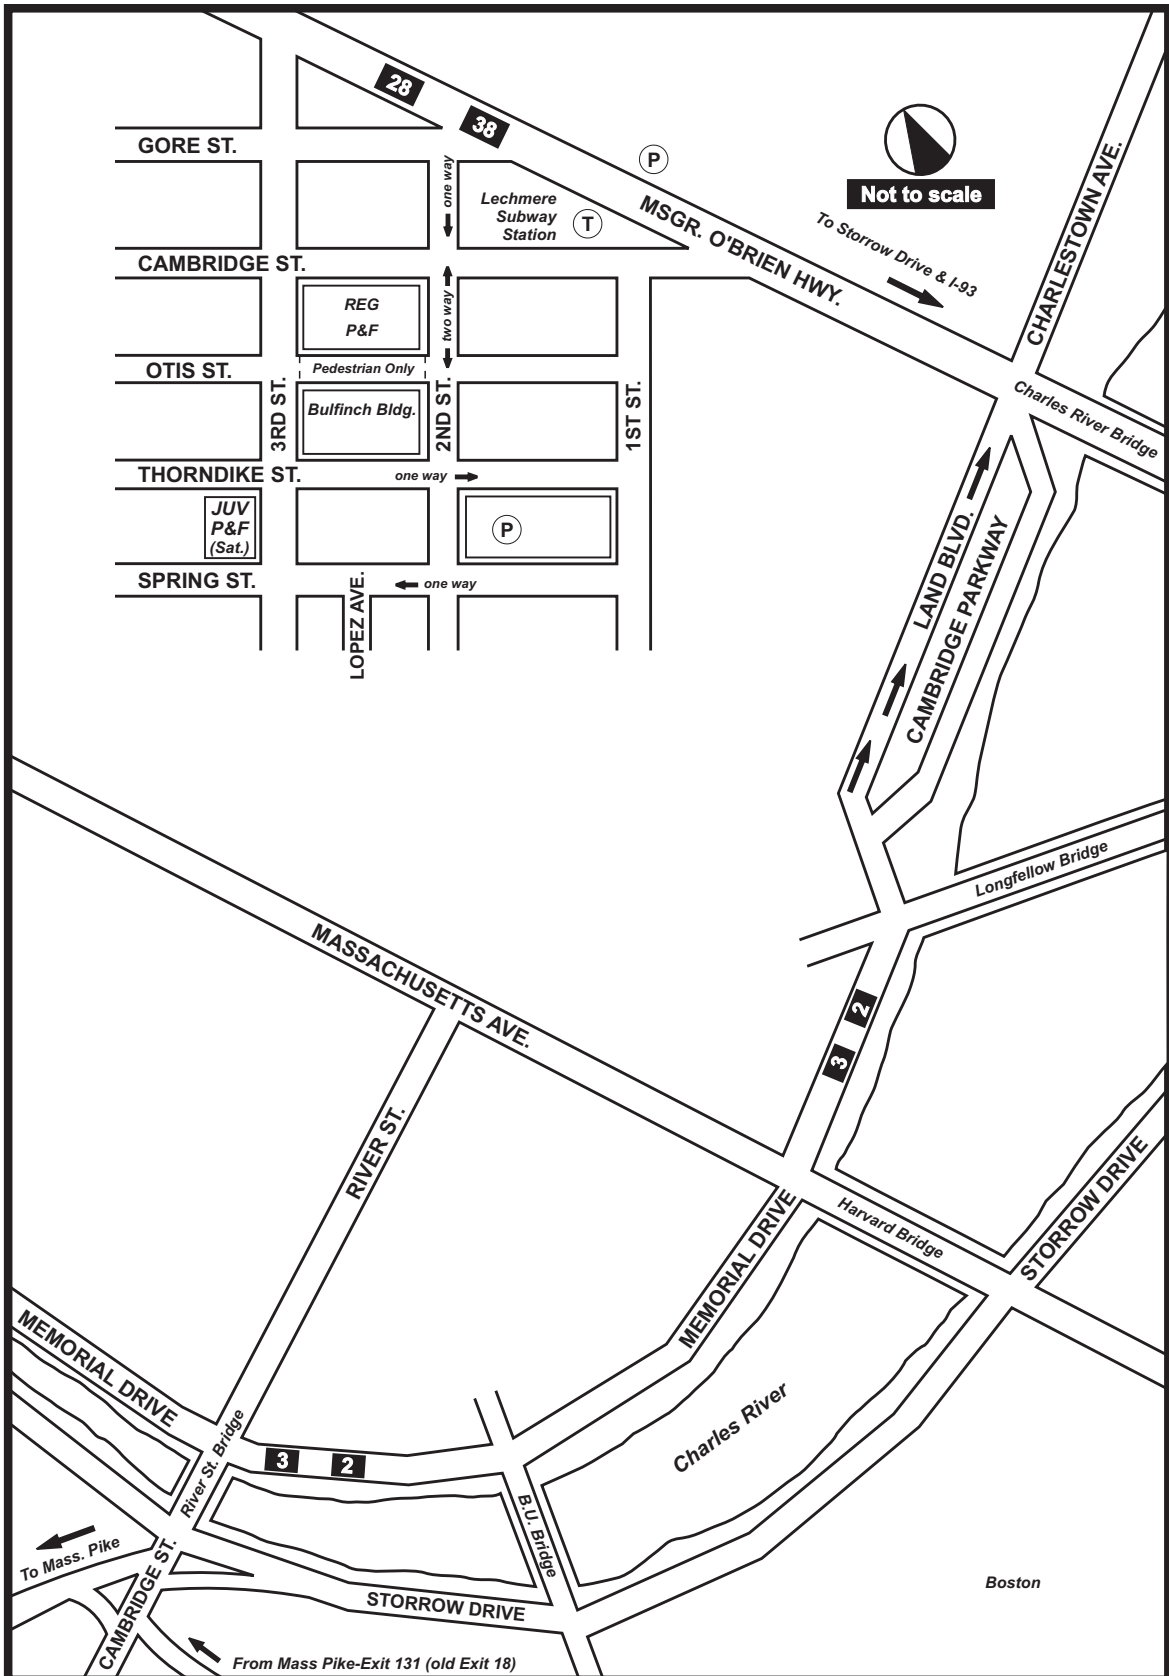 28
38
GORE ST.
P
Not to scale
one way
Lechmere
Subway
Station
T
MSGR. O'BRIEN HWY.
To Storrow Drive & I-93
CHARLESTOWN AVE.
CAMBRIDGE ST.
REG
P&F
two way
OTIS ST.
Pedestrian Only
3RD ST.
Bulfinch Bldg.
2ND ST.
1ST ST.
Charles River Bridge
THORNDIKE ST.
one way
JUV
P&F
(Sat.)
P
LAND BLVD.
CAMBRIDGE PARKWAY
SPRING ST.
one way
LOPEZ AVE.
Longfellow Bridge
MASSACHUSETTS AVE.
2
3
RIVER ST.
MEMORIAL DRIVE
Harvard Bridge
STORROW DRIVE
MEMORIAL DRIVE
Charles River
River St. Bridge
3
2
B.U. Bridge
To Mass. Pike
CAMBRIDGE ST.
STORROW DRIVE
Boston
From Mass Pike-Exit 131 (old Exit 18)